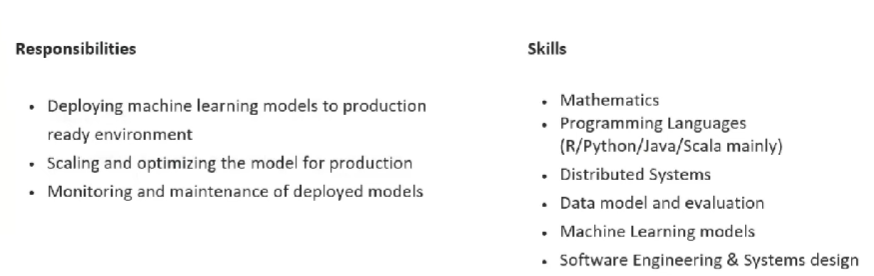 Responsibilities
• Deploying machine learning models to production
ready environment
• Scaling and optimizing the model for production
• Monitoring and maintenance of deployed models
Skills
• Mathematics
• Programming Languages
(R/Python/Java/Scala mainly)
• Distributed Systems
• Data model and evaluation
• Machine Learning models
• Software Engineering & Systems design